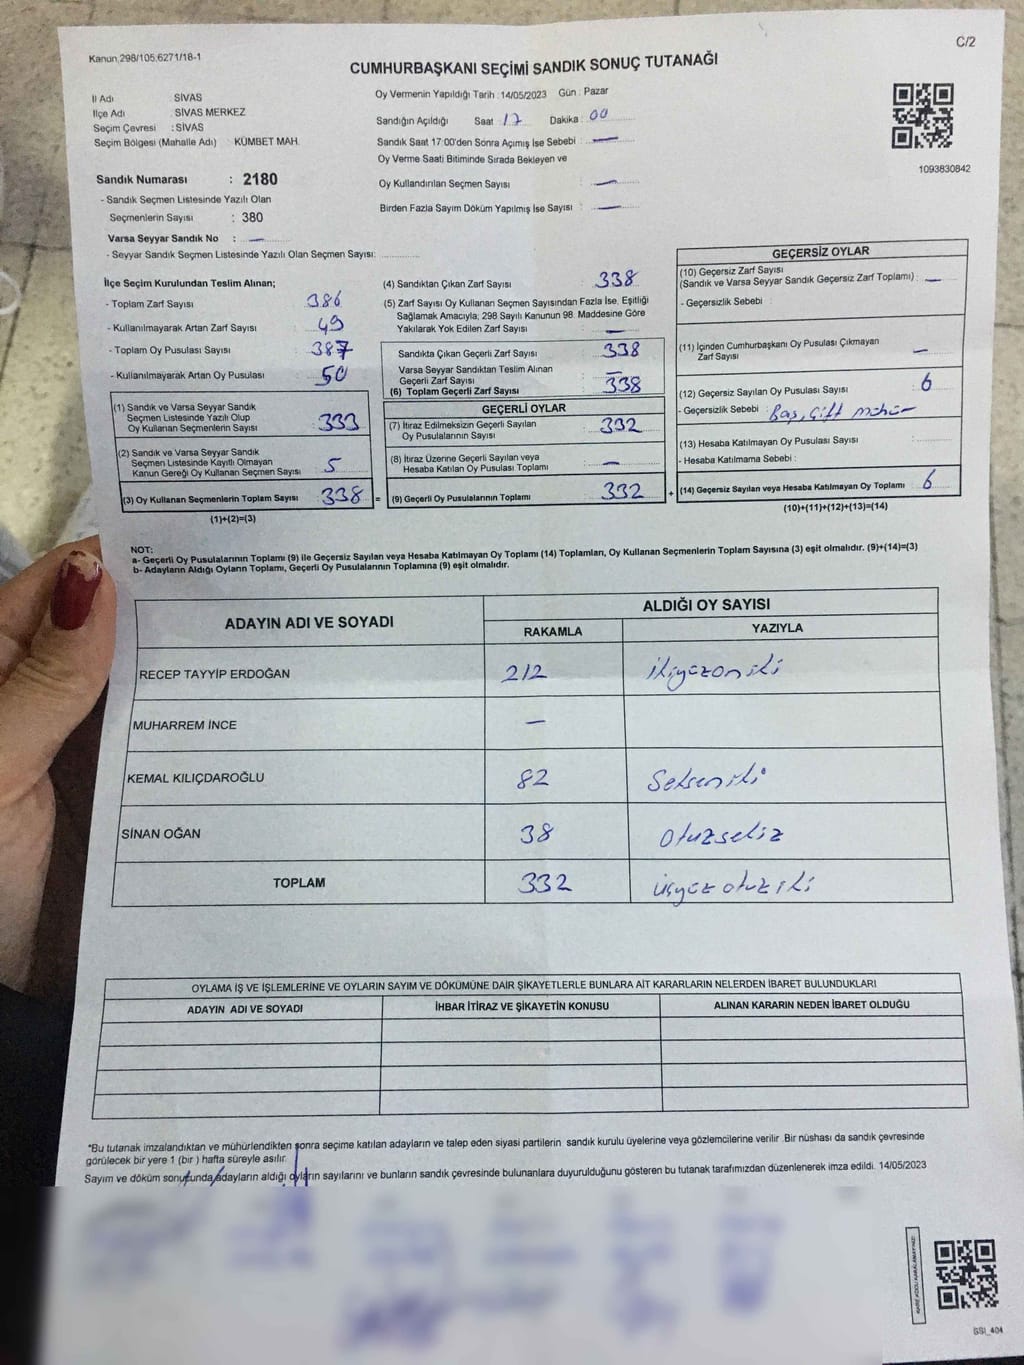 Kanun,298/105,6271/18-1
C/2
CUMHURBAŞKANI SEÇİMİ SANDIK SONUÇ TUTANAĞI
İl Adı : SİVAS
İlçe Adı : SİVAS MERKEZ
Seçim Çevresi : SİVAS
Seçim Bölgesi (Mahalle Adı) : KÜMBET MAH.
Oy Vermenin Yapıldığı Tarih : 14/05/2023 Gün : Pazar
Sandığın Açıldığı Saat : 17 Dakika : 00
Sandık Saat 17:00'den Sonra Açımış İse Sebebi : —
Oy Verme Saati Bitiminde Sırada Bekleyen ve
Oy Kullandırılan Seçmen Sayısı : —
Birden Fazla Sayım Döküm Yapılmış İse Sayısı : —
1093830842
Sandık Numarası : 2180
- Sandık Seçmen Listesinde Yazılı Olan
Seçmenlerin Sayısı : 380
Varsa Seyyar Sandık No : —
- Seyyar Sandık Seçmen Listesinde Yazılı Olan Seçmen Sayısı:
İlçe Seçim Kurulundan Teslim Alınan;
- Toplam Zarf Sayısı 386
- Kullanılmayarak Artan Zarf Sayısı 49
- Toplam Oy Pusulası Sayısı 387
- Kullanılmayarak Artan Oy Pusulası 50
(1) Sandık ve Varsa Seyyar Sandık
Seçmen Listesinde Yazılı Olup
Oy Kullanan Seçmenlerin Sayısı 333
(2) Sandık ve Varsa Seyyar Sandık
Seçmen Listesinde Kayıtlı Olmayan
Kanun Gereği Oy Kullanan Seçmen Sayısı 5
(3) Oy Kullanan Seçmenlerin Toplam Sayısı 338 =
(1)+(2)=(3)
(4) Sandıktan Çıkan Zarf Sayısı 338
(5) Zarf Sayısı Oy Kullanan Seçmen Sayısından Fazla İse, Eşitliği
Sağlamak Amacıyla; 298 Sayılı Kanunun 98. Maddesine Göre
Yakılarak Yok Edilen Zarf Sayısı —
Sandıkta Çıkan Geçerli Zarf Sayısı 338
Varsa Seyyar Sandıktan Teslim Alınan
Geçerli Zarf Sayısı —
(6) Toplam Geçerli Zarf Sayısı 338
GEÇERLİ OYLAR
(7) İtiraz Edilmeksizin Geçerli Sayılan
Oy Pusulalarının Sayısı 332
(8) İtiraz Üzerine Geçerli Sayılan veya
Hesaba Katılan Oy Pusulası Toplamı —
(9) Geçerli Oy Pusulalarının Toplamı 332 +
GEÇERSİZ OYLAR
(10) Geçersiz Zarf Sayısı
(Sandık ve Varsa Seyyar Sandık Geçersiz Zarf Toplamı) : —
- Geçersizlik Sebebi :
(11) İçinden Cumhurbaşkanı Oy Pusulası Çıkmayan
Zarf Sayısı —
(12) Geçersiz Sayılan Oy Pusulası Sayısı : 6
- Geçersizlik Sebebi : Boş, Çift mühür
(13) Hesaba Katılmayan Oy Pusulası Sayısı :
- Hesaba Katılmama Sebebi :
(14) Geçersiz Sayılan veya Hesaba Katılmayan Oy Toplamı 6
(10)+(11)+(12)+(13)=(14)
NOT:
a- Geçerli Oy Pusulalarının Toplamı (9) ile Geçersiz Sayılan veya Hesaba Katılmayan Oy Toplamı (14) Toplamları, Oy Kullanan Seçmenlerin Toplam Sayısına (3) eşit olmalıdır. (9)+(14)=(3)
b- Adayların Aldığı Oyların Toplamı, Geçerli Oy Pusulalarının Toplamına (9) eşit olmalıdır.
ADAYIN ADI VE SOYADI
ALDIĞI OY SAYISI
RAKAMLA YAZIYLA
RECEP TAYYİP ERDOĞAN 212 ikiyüzoniki
MUHARREM İNCE —
KEMAL KILIÇDAROĞLU 82 Sekseniki
SİNAN OĞAN 38 Otuzsekiz
TOPLAM 332 üçyüz otuziki
OYLAMA İŞ VE İŞLEMLERİNE VE OYLARIN SAYIM VE DÖKÜMÜNE DAİR ŞİKAYETLERLE BUNLARA AİT KARARLARIN NELERDEN İBARET BULUNDUKLARI
ADAYIN ADI VE SOYADI İHBAR İTİRAZ VE ŞİKAYETİN KONUSU ALINAN KARARIN NEDEN İBARET OLDUĞU
*Bu tutanak imzalandıktan ve mühürlendikten sonra seçime katılan adayların ve talep eden siyasi partilerin sandık kurulu üyelerine veya gözlemcilerine verilir .Bir nüshası da sandık çevresinde
görülecek bir yere 1 (bir ) hafta süreyle asılır.
Sayım ve döküm sonucunda adayların aldığı oyların sayılarını ve bunların sandık çevresinde bulunanlara duyurulduğunu gösteren bu tutanak tarafımızdan düzenlenerek imza edildi. 14/05/2023
KARE KODU KARALAMAYINIZ!
SSI_404